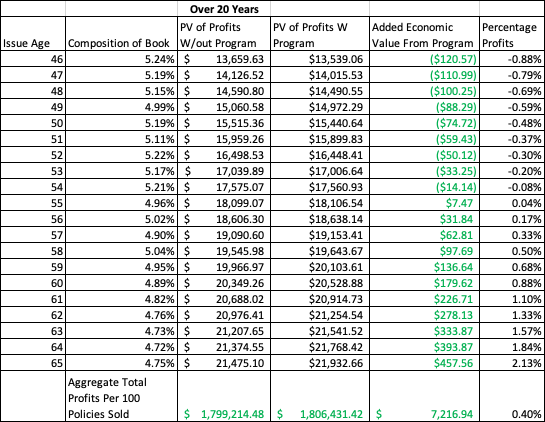 Over 20 Years
Issue Age Composition of Book PV of Profits W/out Program PV of Profits W Program Added Economic Value From Program Percentage Profits
46 5.24% $ 13,659.63 $13,539.06 ($120.57) -0.88%
47 5.19% $ 14,126.52 $14,015.53 ($110.99) -0.79%
48 5.15% $ 14,590.80 $14,490.55 ($100.25) -0.69%
49 4.99% $ 15,060.58 $14,972.29 ($88.29) -0.59%
50 5.19% $ 15,515.36 $15,440.64 ($74.72) -0.48%
51 5.11% $ 15,959.26 $15,899.83 ($59.43) -0.37%
52 5.22% $ 16,498.53 $16,448.41 ($50.12) -0.30%
53 5.17% $ 17,039.89 $17,006.64 ($33.25) -0.20%
54 5.21% $ 17,575.07 $17,560.93 ($14.14) -0.08%
55 4.96% $ 18,099.07 $18,106.54 $7.47 0.04%
56 5.02% $ 18,606.30 $18,638.14 $31.84 0.17%
57 4.90% $ 19,090.60 $19,153.41 $62.81 0.33%
58 5.04% $ 19,545.98 $19,643.67 $97.69 0.50%
59 4.95% $ 19,966.97 $20,103.61 $136.64 0.68%
60 4.89% $ 20,349.26 $20,528.88 $179.62 0.88%
61 4.82% $ 20,688.02 $20,914.73 $226.71 1.10%
62 4.76% $ 20,976.41 $21,254.54 $278.13 1.33%
63 4.73% $ 21,207.65 $21,541.52 $333.87 1.57%
64 4.72% $ 21,374.55 $21,768.42 $393.87 1.84%
65 4.75% $ 21,475.10 $21,932.66 $457.56 2.13%
Aggregate Total
Profits Per 100
Policies Sold $ 1,799,214.48 $ 1,806,431.42 $ 7,216.94 0.40%